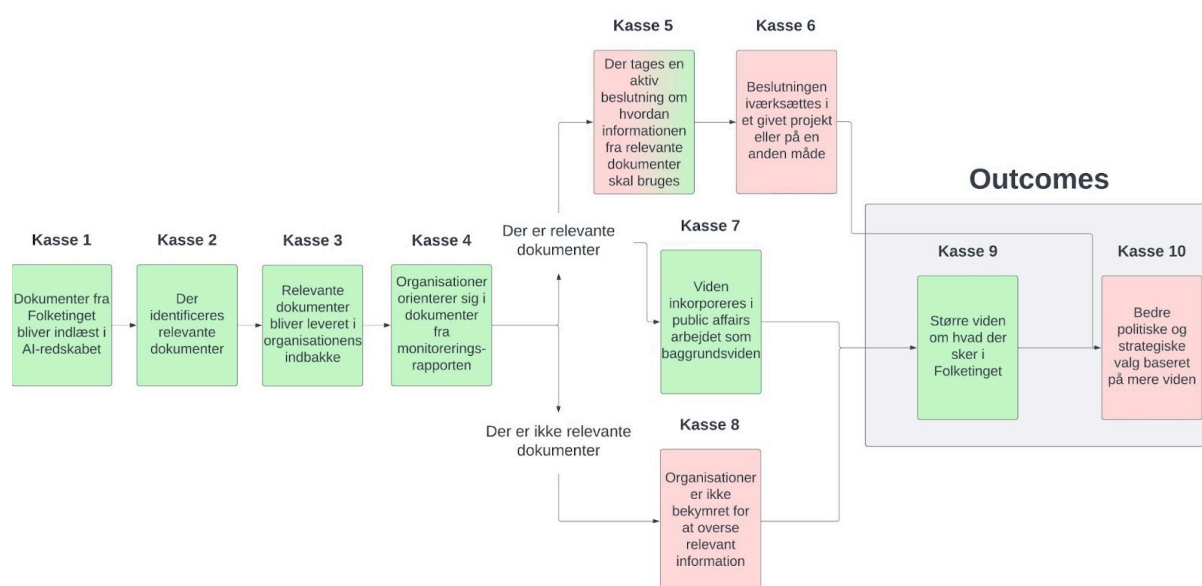 Kasse 1
Dokumenter fra
Folketinget
bliver indlæst i
AI-redskabet
Kasse 2
Der
identificeres
relevante
dokumenter
Kasse 3
Relevante
dokumenter
bliver leveret i
organisationens
indbakke
Kasse 4
Organisationer
orienterer sig i
dokumenter
fra
monitorerings-
rapporten
Der er relevante
dokumenter
Der er ikke relevante
dokumenter
Kasse 5
Der tages en
aktiv
beslutning om
hvordan
informationen
fra relevante
dokumenter
skal bruges
Kasse 6
Beslutningen
iværksættes i
et givet projekt
eller på en
anden måde
Kasse 7
Viden
inkorporeres i
public affairs
arbejdet som
baggrundsviden
Kasse 8
Organisationer
er ikke
bekymret for
at overse
relevant
information
Outcomes
Kasse 9
Større viden
om hvad der
sker i
Folketinget
Kasse 10
Bedre
politiske og
strategiske
valg baseret
på mere viden